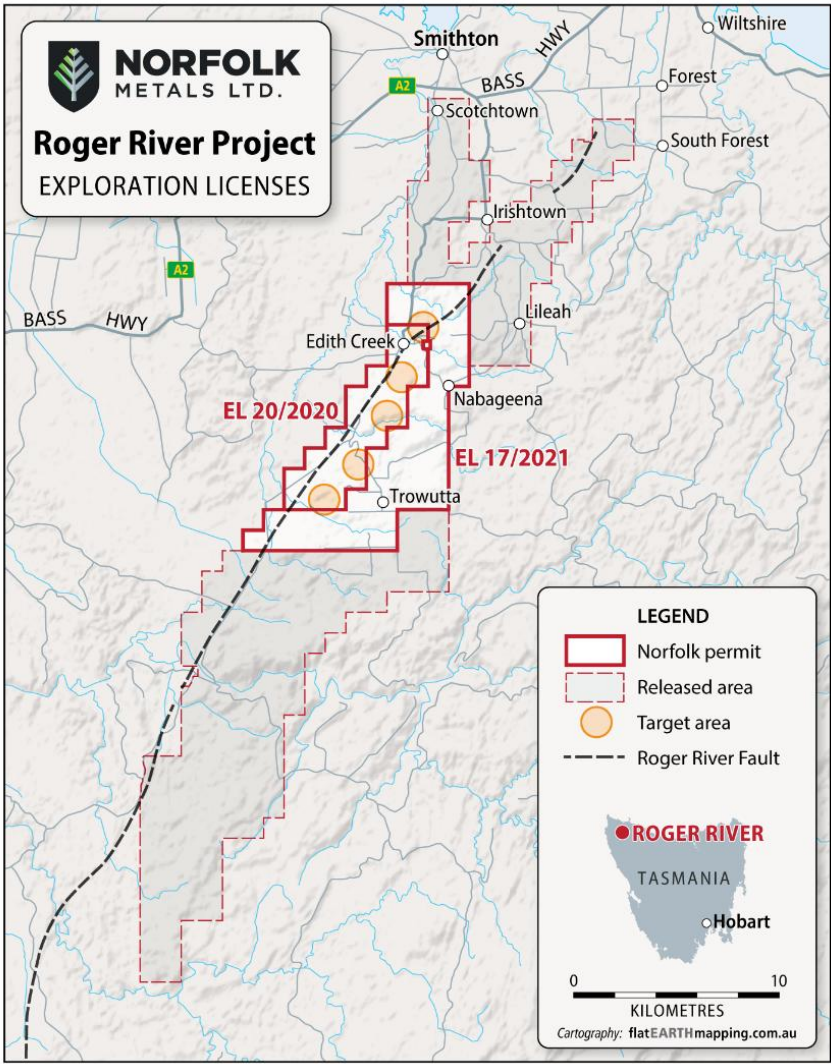 NORFOLK
METALS LTD.
Roger River Project
EXPLORATION LICENSES
Smithton
Wiltshire
BASS HWY
A2
Forest
Scotchtown
South Forest
Irishtown
A2
BASS HWY
Lileah
Edith Creek
Nabageena
EL 20/2020
EL 17/2021
Trowutta
LEGEND
Norfolk permit
Released area
Target area
Roger River Fault
ROGER RIVER
TASMANIA
Hobart
0 10
KILOMETRES
Cartography: flatEARTHmapping.com.au